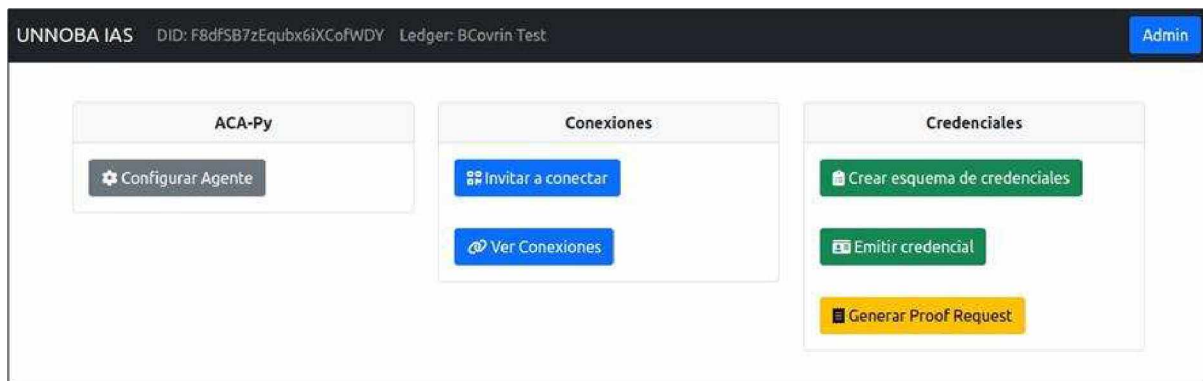 UNNOBA IAS DID: F8dfSB7zEqubx6iXCofWDY Ledger: BCovrin Test Admin
ACA-Py
Configurar Agente
Conexiones
Invitar a conectar
Ver Conexiones
Credenciales
Crear esquema de credenciales
Emitir credencial
Generar Proof Request